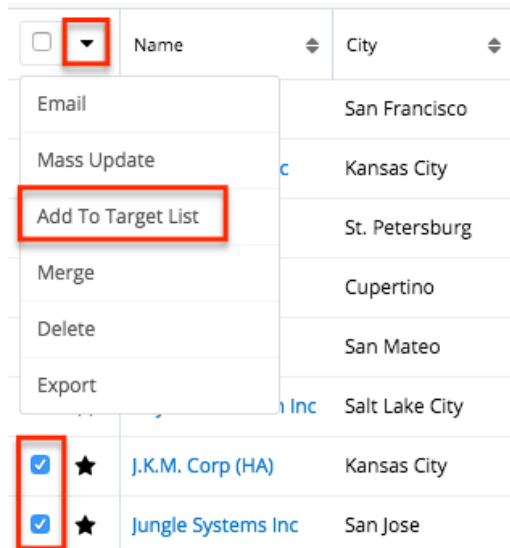 Name City
Email
San Francisco
Mass Update
c Kansas City
Add To Target List
St. Petersburg
Merge
Cupertino
Delete
San Mateo
Export
Inc Salt Lake City
J.K.M. Corp (HA) Kansas City
Jungle Systems Inc San Jose